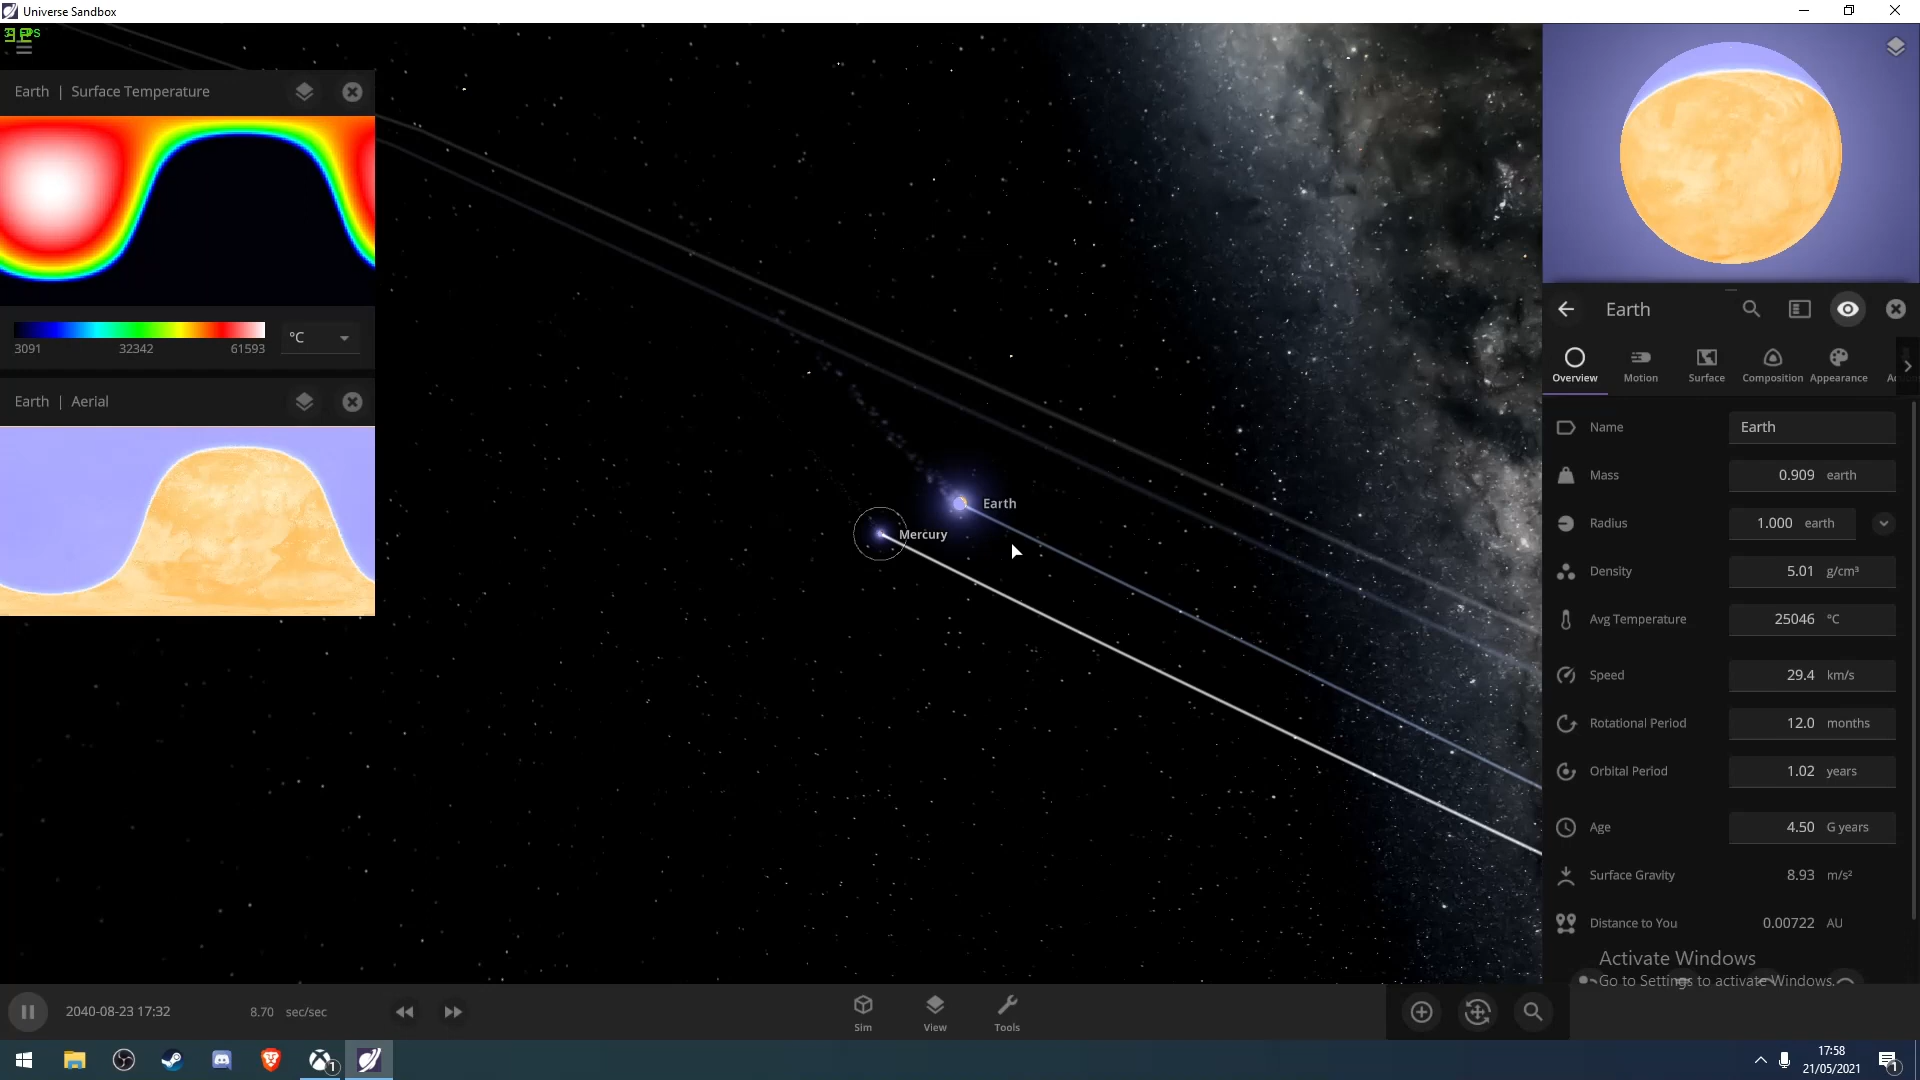 Universe Sandbox
Earth | Surface Temperature
3091 32342 61593
°C
Earth | Aerial
Earth
Mercury
Earth
Overview Motion Surface Composition Appearance
Name Earth
Mass 0.909 earth
Radius 1.000 earth
Density 5.01 g/cm³
Avg Temperature 25046 °C
Speed 29.4 km/s
Rotational Period 12.0 months
Orbital Period 1.02 years
Age 4.50 G years
Surface Gravity 8.93 m/s²
Distance to You 0.00722 AU
Activate Windows
Go to Settings to activate Windows.
2040-08-23 17:32 8.70 sec/sec
Sim View Tools
1
17:58
21/05/2021
1